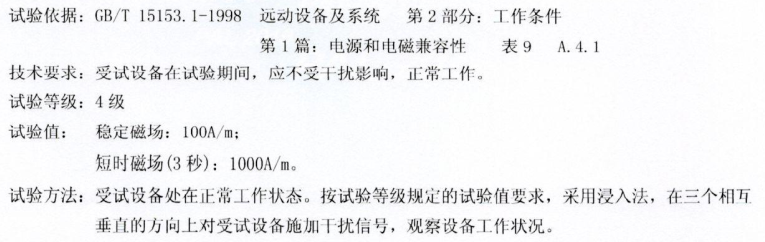 试验依据：GB/T 15153.1-1998 远动设备及系统 第2部分：工作条件
第1篇：电源和电磁兼容性 表9 A.4.1
技术要求：受试设备在试验期间，应不受干扰影响，正常工作。
试验等级：4级
试验值： 稳定磁场：100A/m；
短时磁场(3秒)：1000A/m。
试验方法：受试设备处在正常工作状态。按试验等级规定的试验值要求，采用浸入法，在三个相互
垂直的方向上对受试设备施加干扰信号，观察设备工作状况。